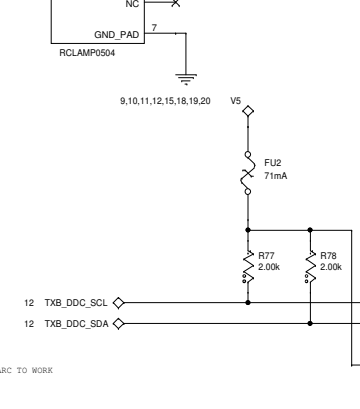 NC
GND_PAD 7
RCLAMP0504
9,10,11,12,15,18,19,20 V5
FU2
71mA
R77 R78
2.00k 2.00k
12 TXB_DDC_SCL
12 TXB_DDC_SDA
ARC TO WORK